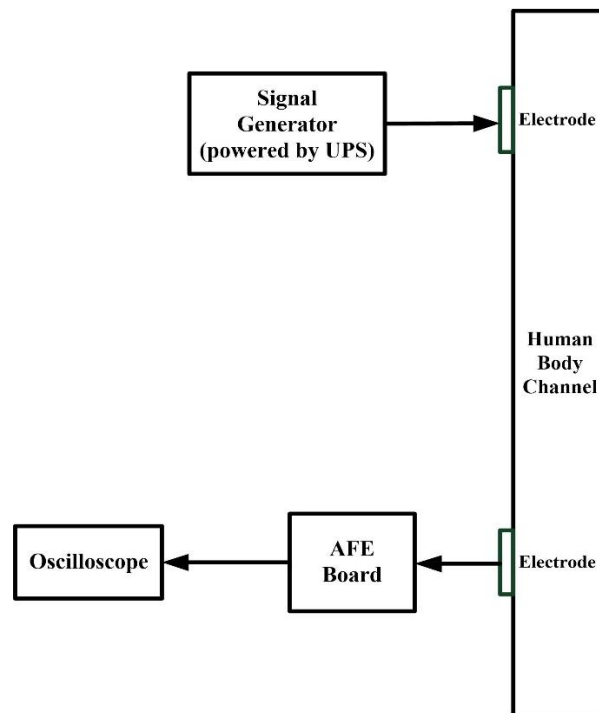 Signal
Generator
(powered by UPS)
Electrode
Human
Body
Channel
Oscilloscope
AFE
Board
Electrode